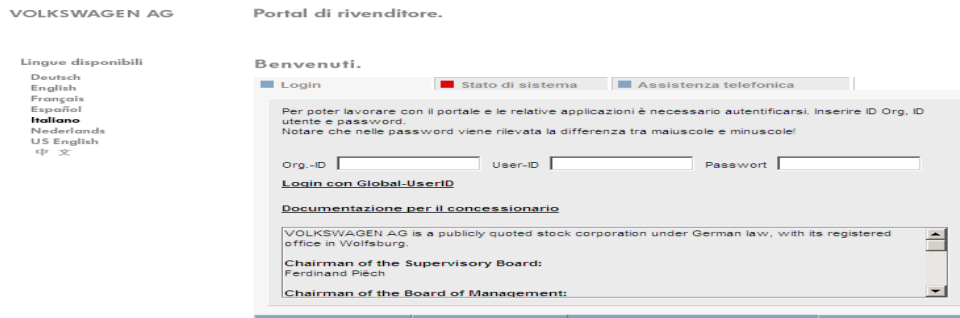 VOLKSWAGEN AG
Portal di rivenditore.
Lingue disponibili
Deutsch
English
Français
Español
Italiano
Nederlands
US English
中 文
Benvenuti.
Login
Stato di sistema
Assistenza telefonica
Per poter lavorare con il portale e le relative applicazioni è necessario autentificarsi. Inserire ID Org, ID
utente e password.
Notare che nelle password viene rilevata la differenza tra maiuscole e minuscole!
Org.-ID
User-ID
Passwort
Login con Global-UserID
Documentazione per il concessionario
VOLKSWAGEN AG is a publicly quoted stock corporation under German law, with its registered
office in Wolfsburg.
Chairman of the Supervisory Board:
Ferdinand Piëch
Chairman of the Board of Management: